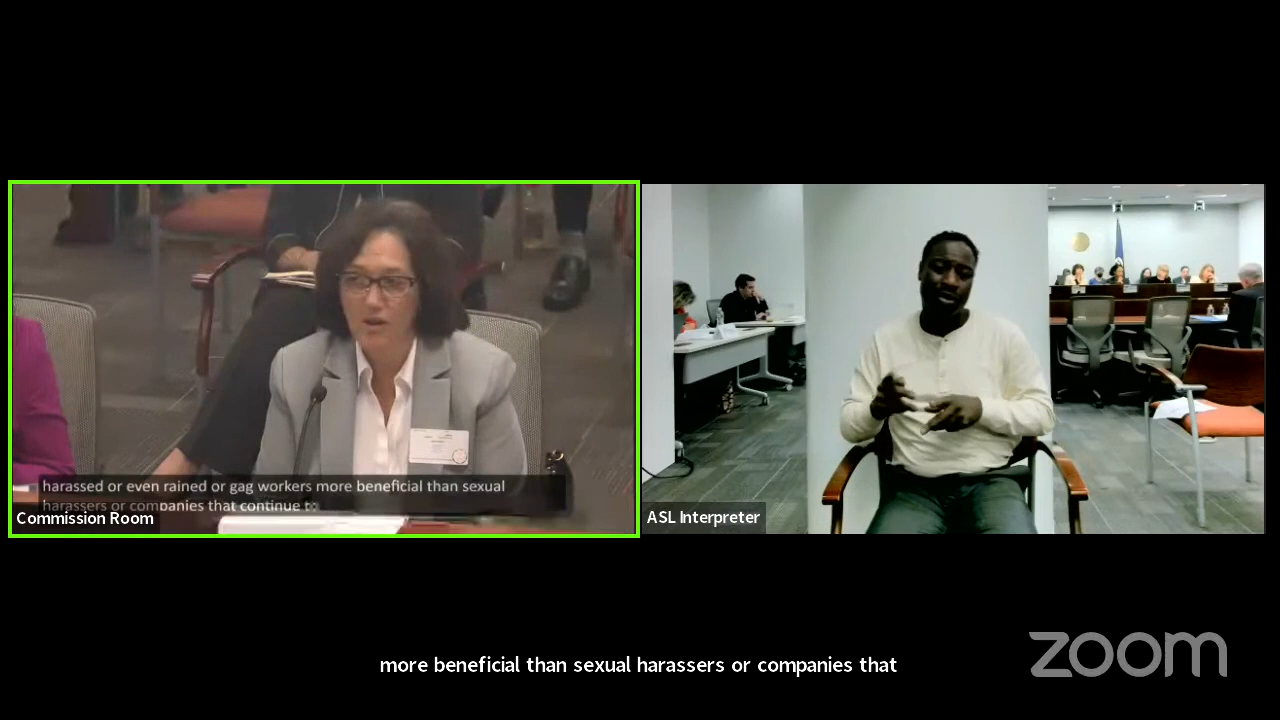 harassed or even rained or gag workers more beneficial than sexual
harassers or companies that continue to
Commission Room
ASL Interpreter
more beneficial than sexual harassers or companies that
zoom